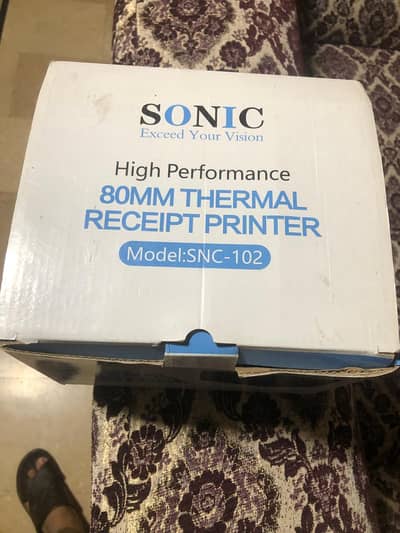 SONIC
Exceed Your Vision
High Performance
80MM THERMAL
RECEIPT PRINTER
Model:SNC-102